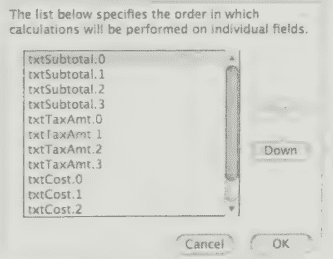 The list below specifies the order in which
calculations will be performed on individual fields.
txtSubtotal.0
txtSubtotal.1
txtSubtotal.2
txtSubtotal.3
txtTaxAmt.0
txtTaxAmt.1
txtTaxAmt.2
txtTaxAmt.3
txtCost.0
txtCost.1
txtCost.2
Down
Cancel
OK